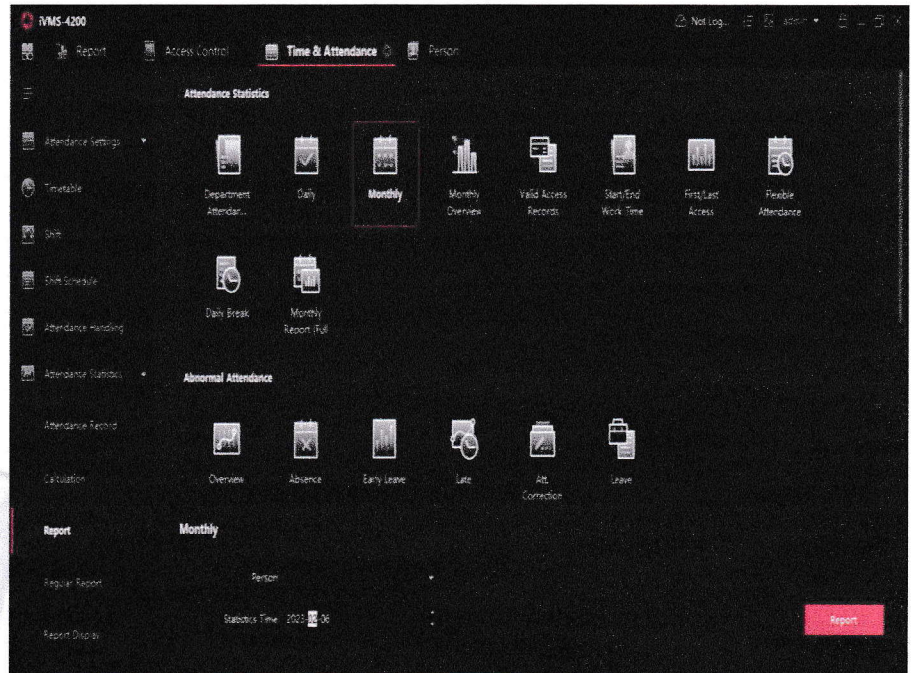 iVMS-4200
Not Log...
admin
Report
Access Control
Time & Attendance
Person
Attendance Settings
Timetable
Shift
Shift Schedule
Attendance Handling
Attendance Statistics
Attendance Record
Calculation
Report
Regular Report
Report Display
Attendance Statistics
Department
Attendan...
Daily
Monthly
Monthly
Overview
Valid Access
Records
Start/End
Work Time
First/Last
Access
Flexible
Attendance
Daily Break
Monthly
Report (Full
Abnormal Attendance
Overview
Absence
Early Leave
Late
Att.
Correction
Leave
Monthly
Person
Statistics Time 2023-02-06
Report